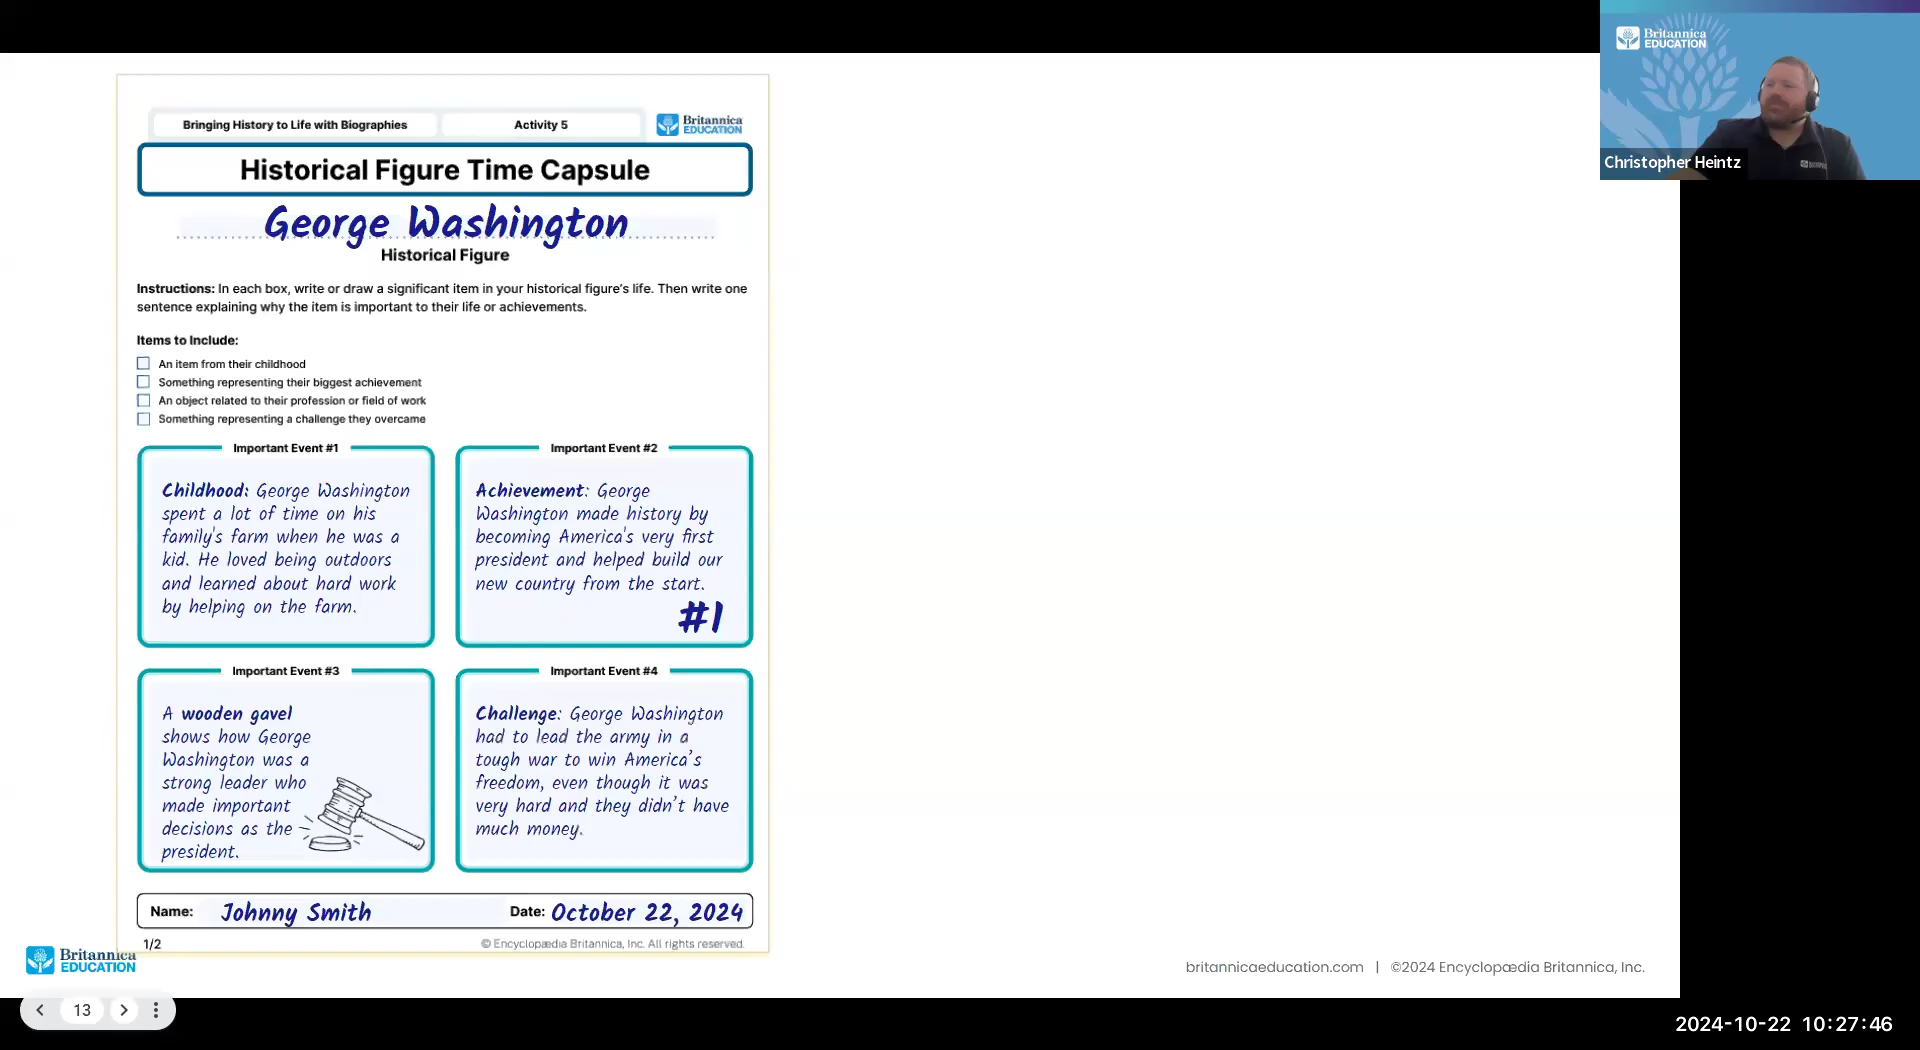 Britannica
EDUCATION
Christopher Heintz
Bringing History to Life with Biographies
Activity 5
Britannica
EDUCATION
Historical Figure Time Capsule
George Washington
Historical Figure
Instructions: In each box, write or draw a significant item in your historical figure's life. Then write one
sentence explaining why the item is important to their life or achievements.
Items to Include:
An item from their childhood
Something representing their biggest achievement
An object related to their profession or field of work
Something representing a challenge they overcame
Important Event #1
Childhood: George Washington
spent a lot of time on his
family's farm when he was a
kid. He loved being outdoors
and learned about hard work
by helping on the farm.
Important Event #2
Achievement: George
Washington made history by
becoming America's very first
president and helped build our
new country from the start.
#1
Important Event #3
A wooden gavel
shows how George
Washington was a
strong leader who
made important
decisions as the
president.
Important Event #4
Challenge: George Washington
had to lead the army in a
tough war to win America's
freedom, even though it was
very hard and they didn't have
much money.
Name: Johnny Smith
Date: October 22, 2024
1/2
© Encyclopædia Britannica, Inc. All rights reserved.
Britannica
EDUCATION
britannicaeducation.com | ©2024 Encyclopædia Britannica, Inc.
13
2024-10-22 10:27:46